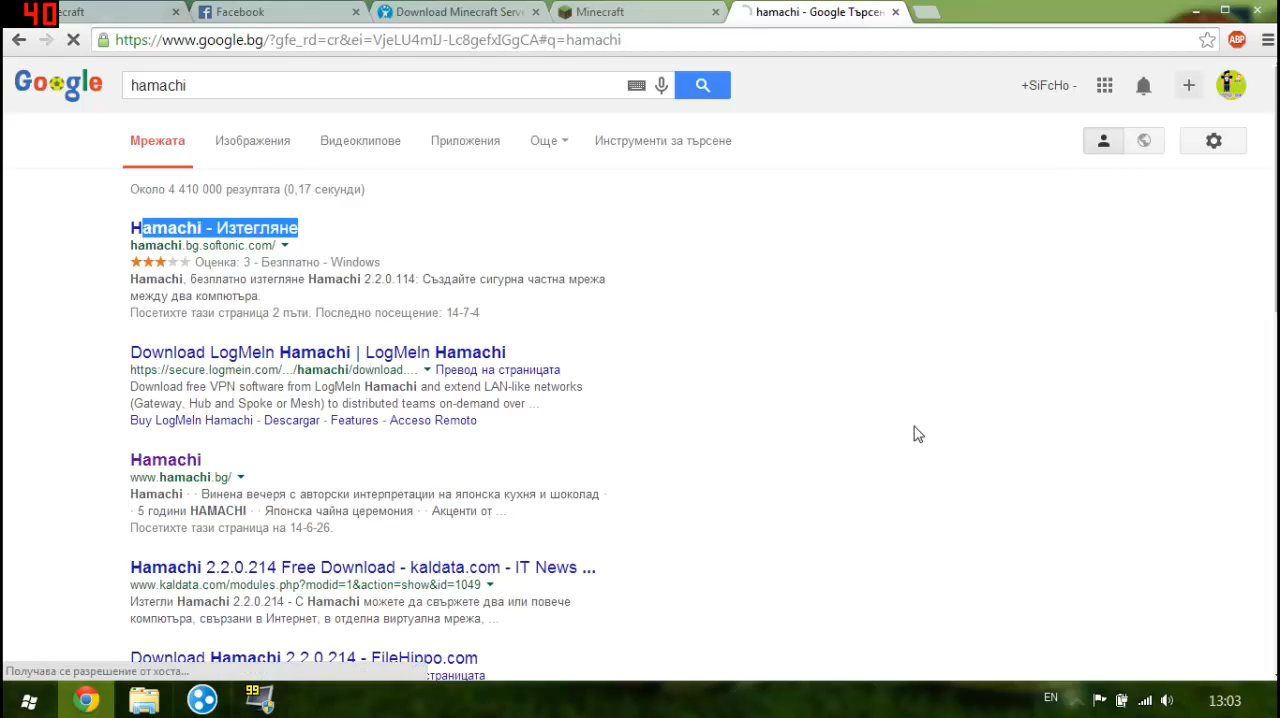 40
ecraft
Facebook
Download Minecraft Serve
Minecraft
hamachi - Google Търсен
https://www.google.bg/?gfe_rd=cr&ei=VjeLU4mIJ-Lc8gefxIGgCA#q=hamachi
ABP
Google
hamachi
+SiFcHo -
Мрежата
Изображения
Видеоклипове
Приложения
Още
Инструменти за търсене
Около 4 410 000 резултата (0,17 секунди)
Hamachi - Изтегляне
hamachi.bg.softonic.com/
Оценка: 3 - Безплатно - Windows
Hamachi, безплатно изтегляне Hamachi 2.2.0.114: Създайте сигурна частна мрежа
между два компютъра.
Посетихте тази страница 2 пъти. Последно посещение: 14-7-4
Download LogMeIn Hamachi | LogMeIn Hamachi
https://secure.logmein.com/.../hamachi/download.... Превод на страницата
Download free VPN software from LogMeIn Hamachi and extend LAN-like networks
(Gateway, Hub and Spoke or Mesh) to distributed teams on-demand over ...
Buy LogMeIn Hamachi - Descargar - Features - Acceso Remoto
Hamachi
www.hamachi.bg/
Hamachi · · Винена вечеря с авторски интерпретации на японска кухня и шоколад ·
· 5 години HAMACHI · · Японска чайна церемония · · Акценти от ...
Посетихте тази страница на 14-6-26.
Hamachi 2.2.0.214 Free Download - kaldata.com - IT News ...
www.kaldata.com/modules.php?modid=1&action=show&id=1049
Изтегли Hamachi 2.2.0.214 - С Hamachi можете да свържете два или повече
компютъра, свързани в Интернет, в отделна виртуална мрежа, ...
Download Hamachi 2.2.0.214 - FileHippo.com
страницата
Получава се разрешение от хоста...
99
EN
13:03